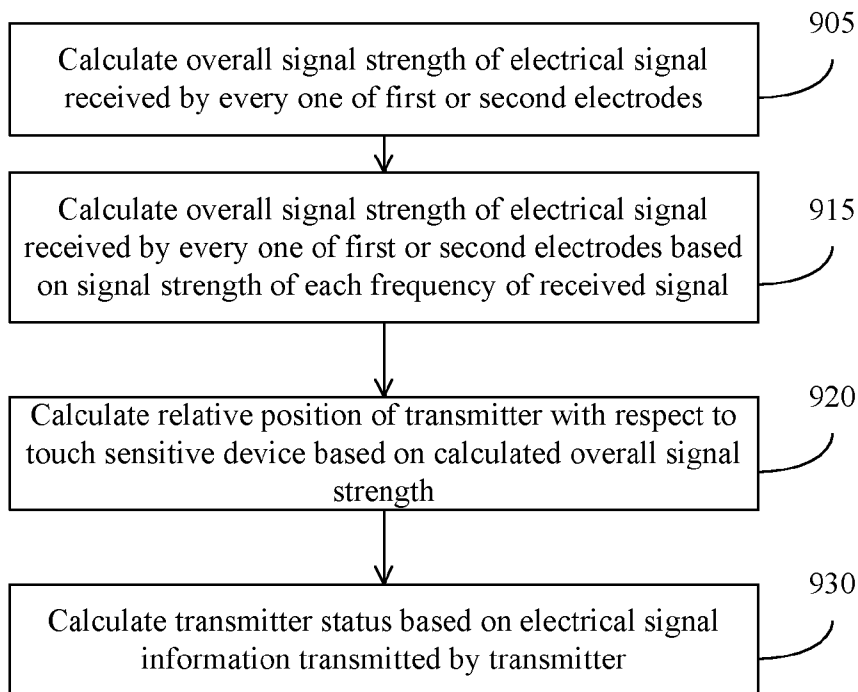 905
Calculate overall signal strength of electrical signal
received by every one of first or second electrodes
915
Calculate overall signal strength of electrical signal
received by every one of first or second electrodes based
on signal strength of each frequency of received signal
920
Calculate relative position of transmitter with respect to
touch sensitive device based on calculated overall signal
strength
930
Calculate transmitter status based on electrical signal
information transmitted by transmitter